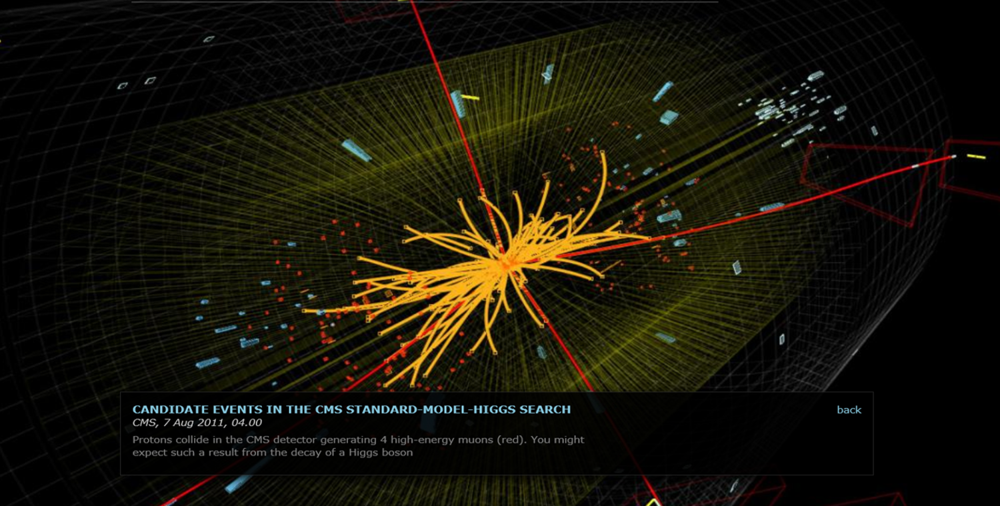 CANDIDATE EVENTS IN THE CMS STANDARD-MODEL-HIGGS SEARCH
back
CMS, 7 Aug 2011, 04.00
Protons collide in the CMS detector generating 4 high-energy muons (red). You might
expect such a result from the decay of a Higgs boson